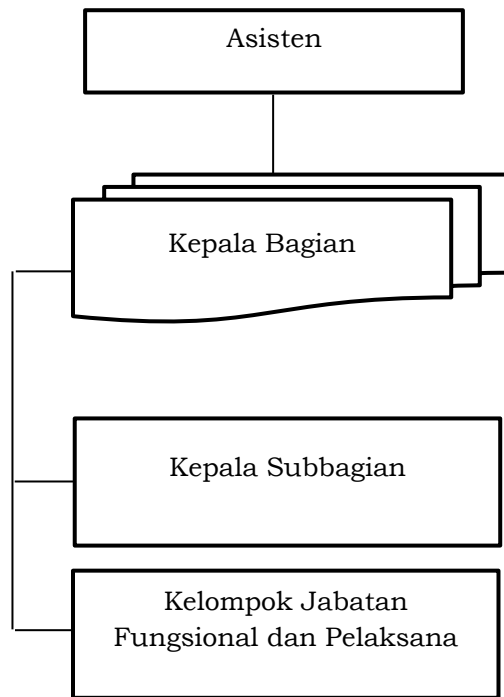 Asisten
Kepala Bagian
Kepala Subbagian
Kelompok Jabatan
Fungsional dan Pelaksana